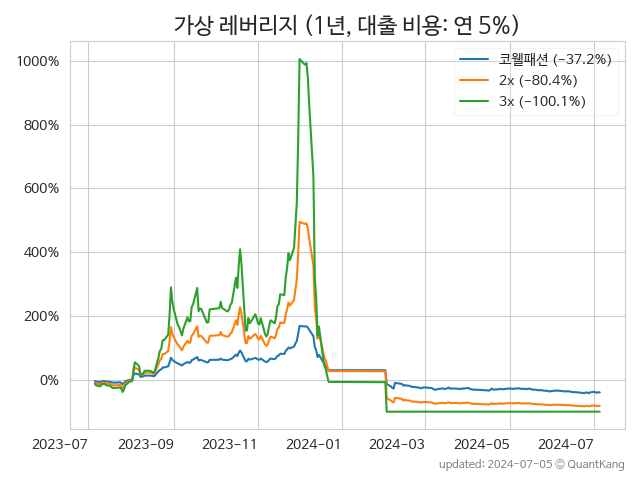 가상 레버리지 (1년, 대출 비용: 연 5%)
코웰패션 (-37.2%)
2x (-80.4%)
3x (-100.1%)
1000%
800%
600%
400%
200%
0%
2023-07
2023-09
2023-11
2024-01
2024-03
2024-05
2024-07
updated: 2024-07-05 © QuantKang